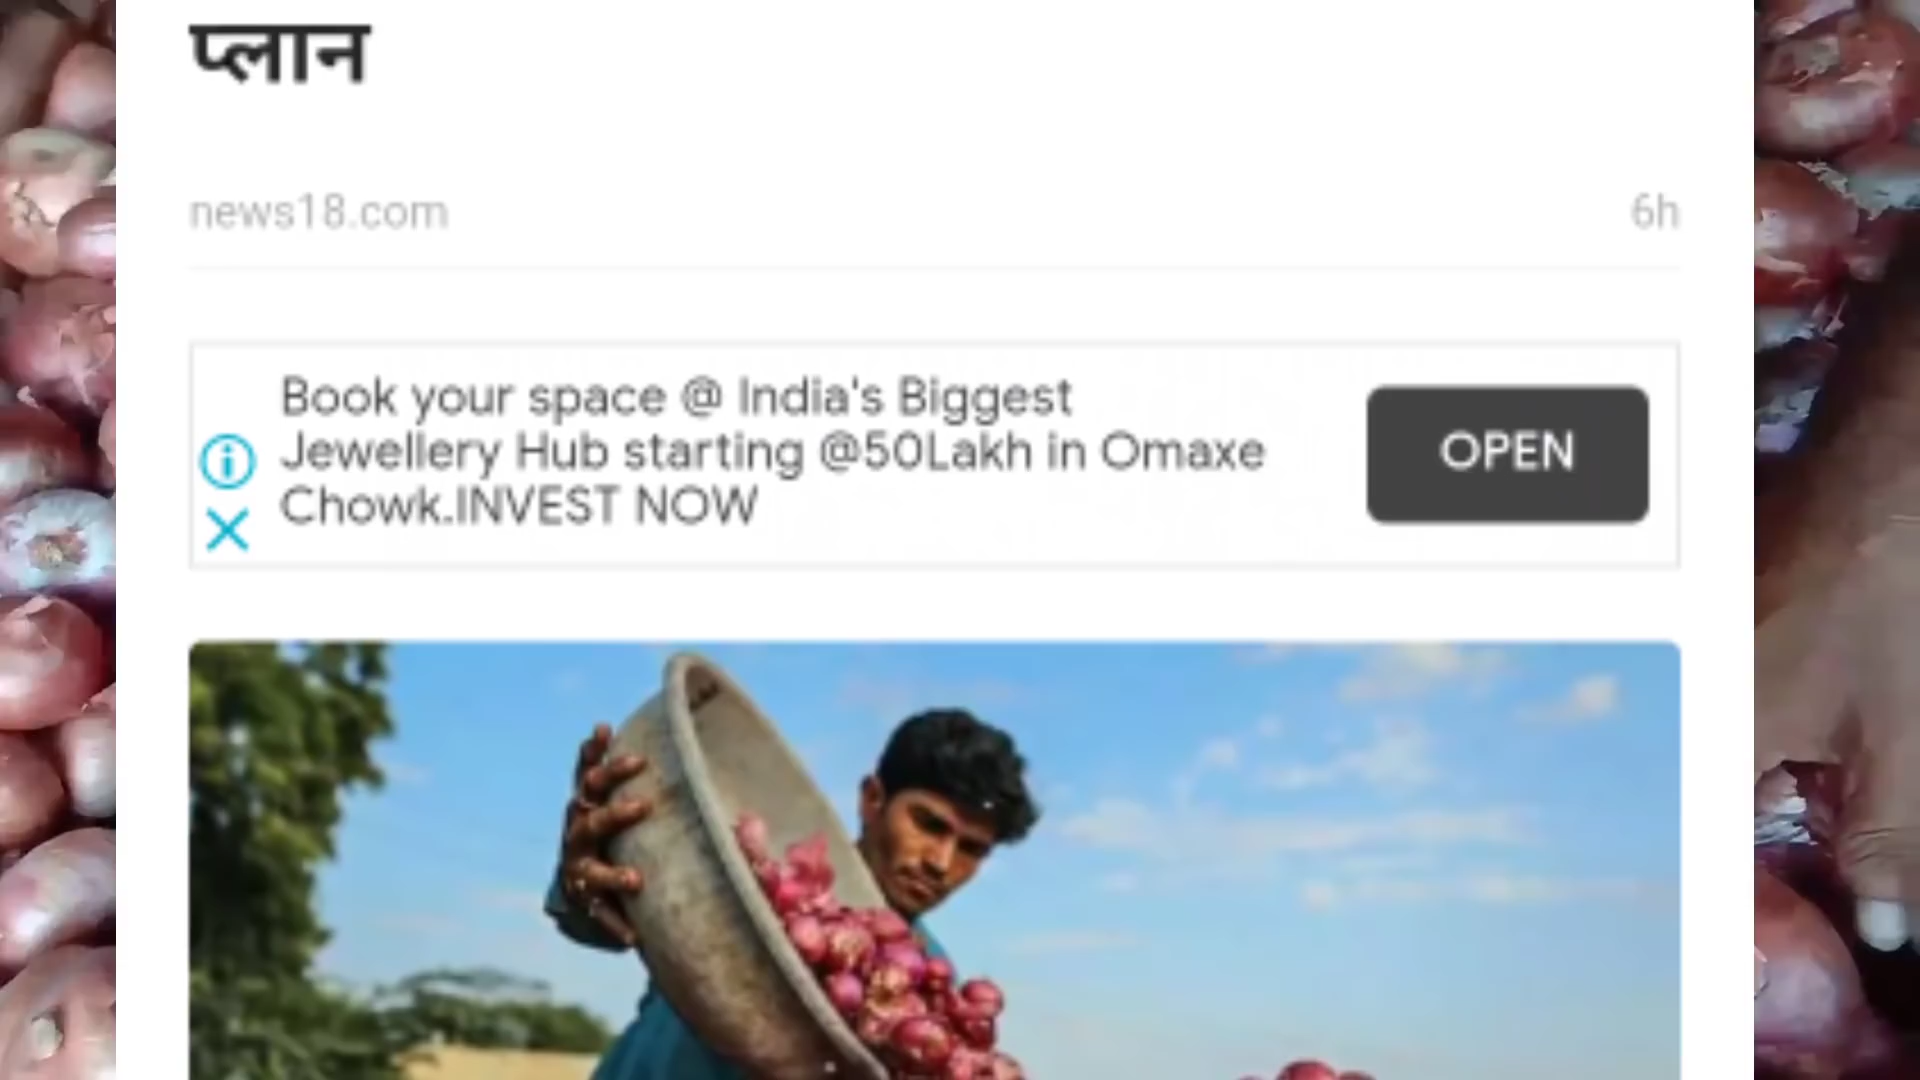 प्लान
news18.com
6h
Book your space @ India's Biggest
Jewellery Hub starting @50Lakh in Omaxe
Chowk.INVEST NOW
OPEN